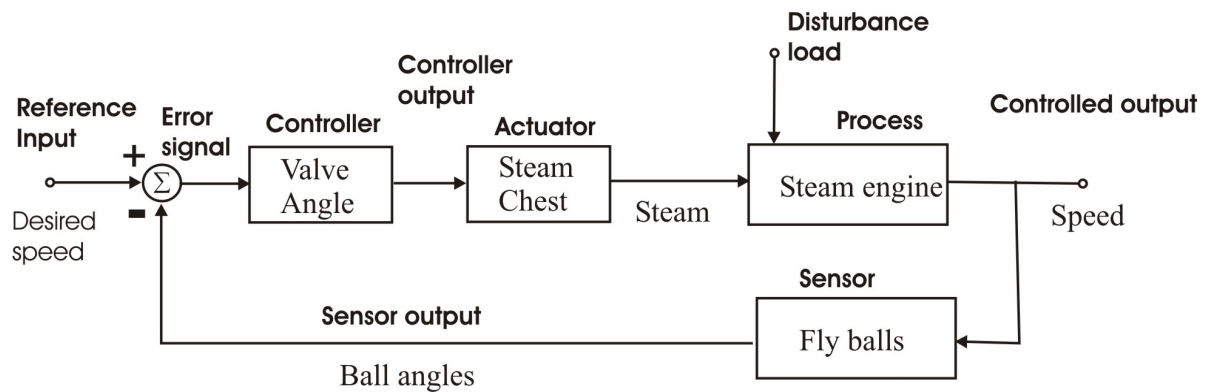 Disturbance
load
Controller
output
Reference
Input
Error
signal
Controller
Actuator
Process
Controlled output
+
Σ
-
Valve
Angle
Steam
Chest
Steam engine
Desired
speed
Steam
Speed
Sensor
Fly balls
Sensor output
Ball angles